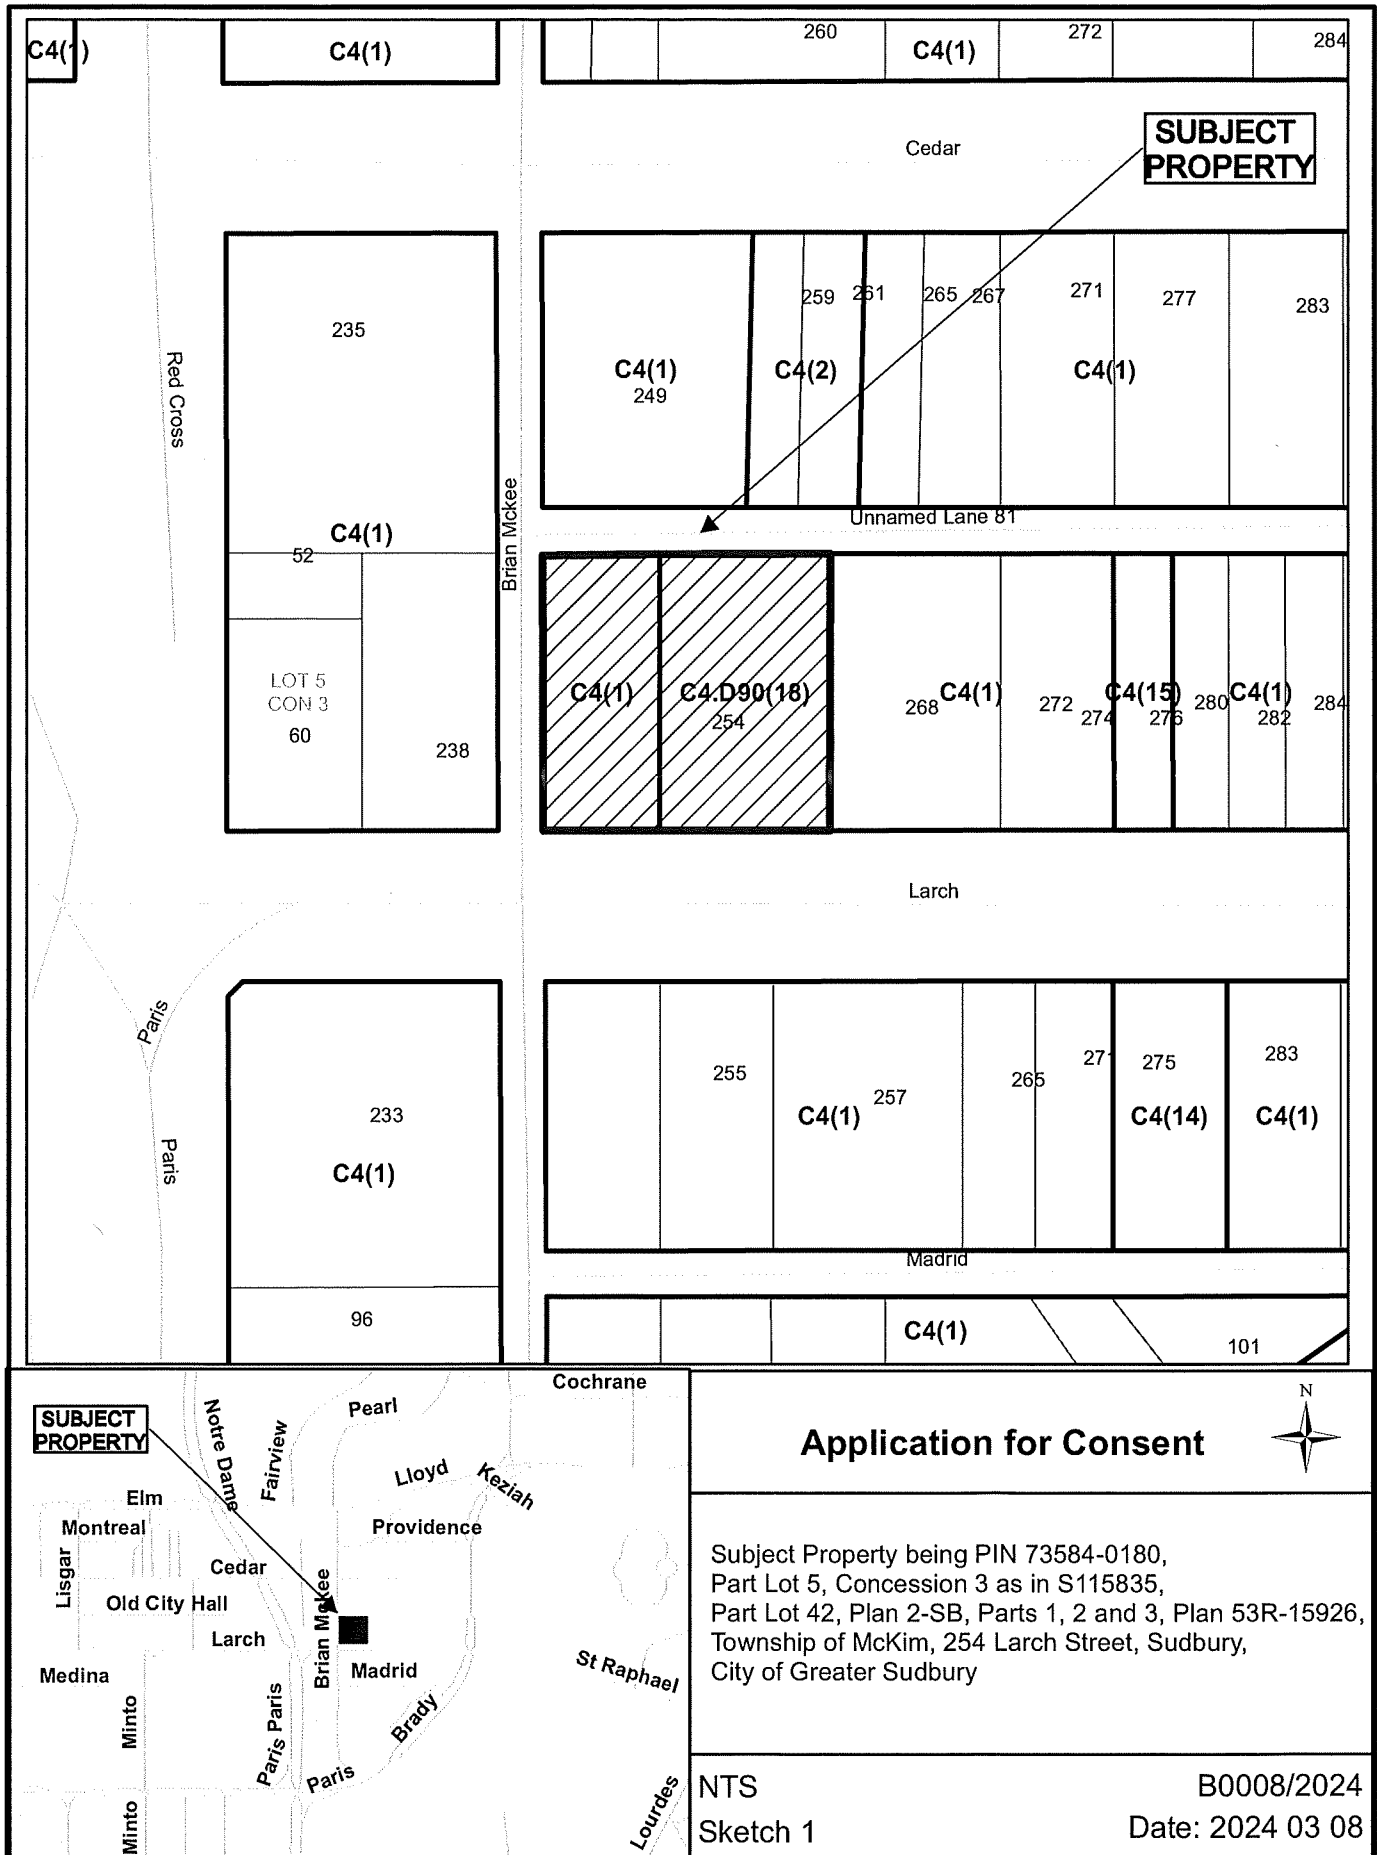 C4(1)
C4(1)
260
C4(1)
272
284
Cedar
SUBJECT
PROPERTY
235
Red Cross
C4(1)
249
259
261
265
267
271
277
283
C4(2)
C4(1)
Brian Mckee
Unnamed Lane 81
C4(1)
52
LOT 5
CON 3
60
238
C4(1)
C4.D90(18)
254
268
C4(1)
272
274
C4(15)
276
280
C4(1)
282
284
Larch
Paris
Paris
233
C4(1)
96
255
257
C4(1)
265
271
275
C4(14)
283
C4(1)
Madrid
C4(1)
101
SUBJECT
PROPERTY
Notre Dame
Fairview
Pearl
Cochrane
Lloyd
Keziah
Elm
Montreal
Providence
Lisgar
Cedar
Old City Hall
Larch
Brian McKee
Medina
Madrid
St Raphael
Minto
Paris
Paris
Brady
Paris
Minto
Lourdes
Application for Consent
N
Subject Property being PIN 73584-0180,
Part Lot 5, Concession 3 as in S115835,
Part Lot 42, Plan 2-SB, Parts 1, 2 and 3, Plan 53R-15926,
Township of McKim, 254 Larch Street, Sudbury,
City of Greater Sudbury
NTS
B0008/2024
Sketch 1
Date: 2024 03 08